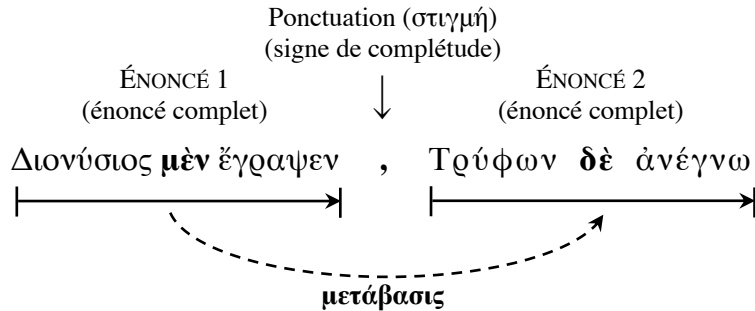 Ponctuation (στιγμή)
(signe de complétude)
ÉNONCÉ 1
(énoncé complet)
ÉNONCÉ 2
(énoncé complet)
Διονύσιος μὲν ἔγραψεν , Τρύφων δὲ ἀνέγνω
μετάβασις